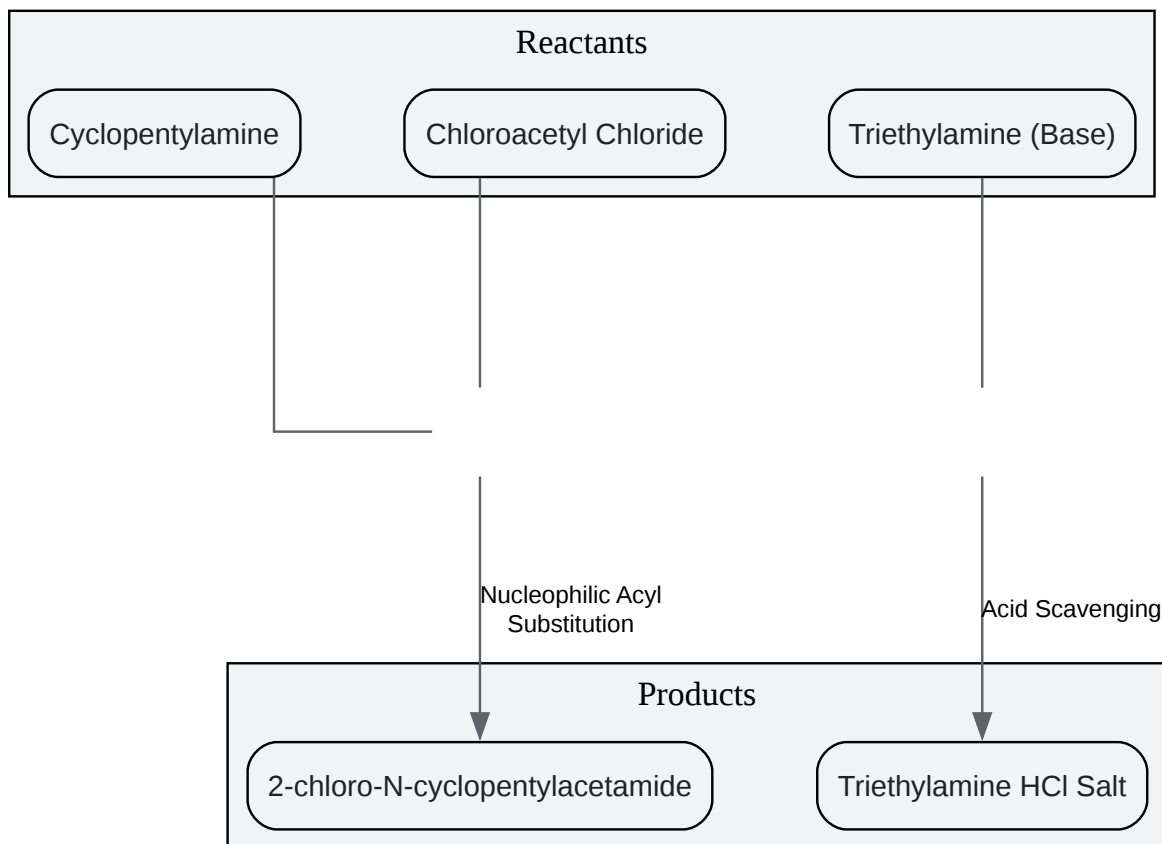 Reactants
Cyclopentylamine
Chloroacetyl Chloride
Triethylamine (Base)
Nucleophilic Acyl
Substitution
Acid Scavenging
Products
2-chloro-N-cyclopentylacetamide
Triethylamine HCl Salt